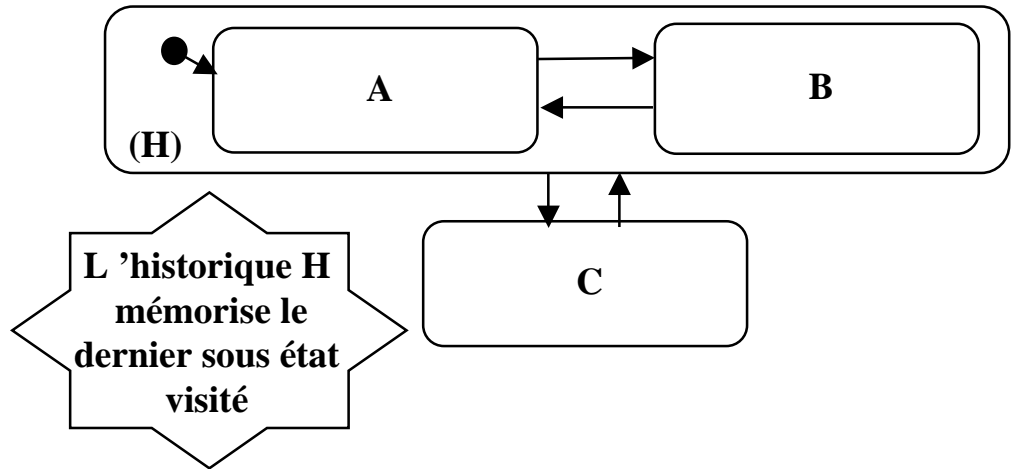 A
B
(H)
C
L ’historique H
mémorise le
dernier sous état
visité